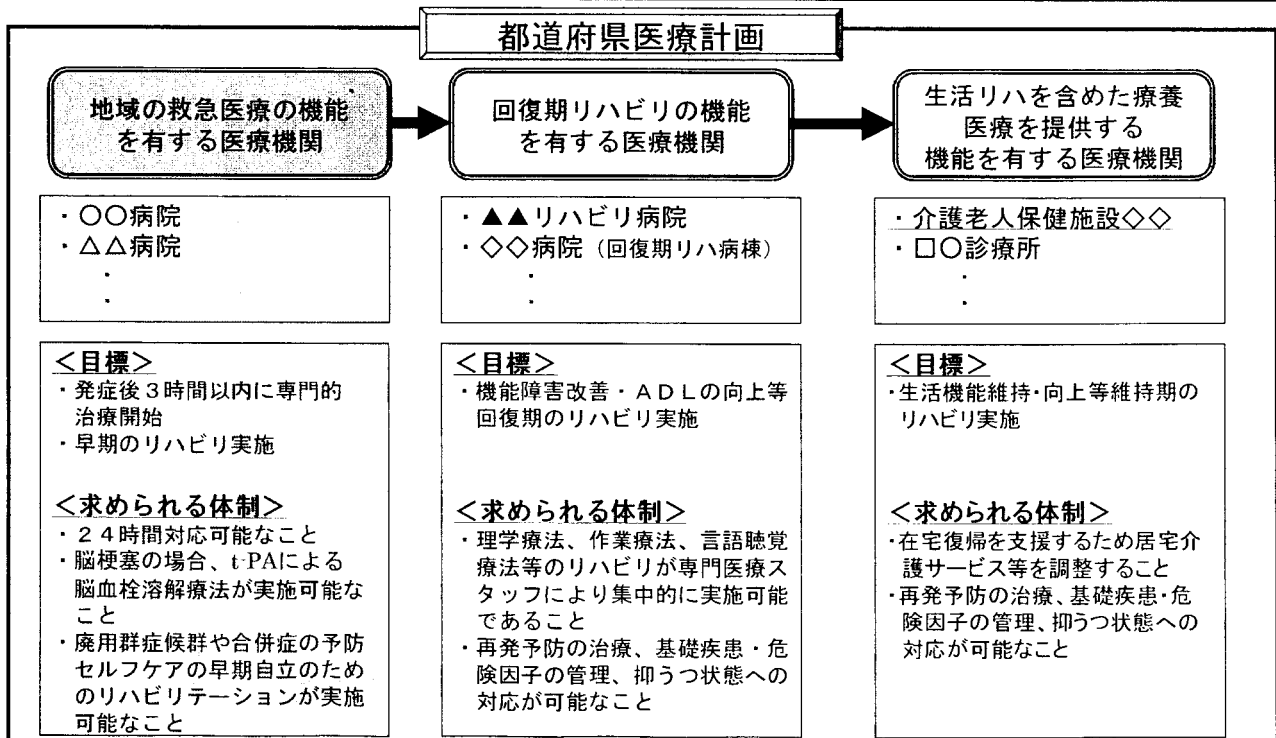 都道府県医療計画
地域の救急医療の機能
を有する医療機関
回復期リハビリの機能
を有する医療機関
生活リハを含めた療養
医療を提供する
機能を有する医療機関
・〇〇病院
・△△病院
・
・
・▲▲リハビリ病院
・◇◇病院（回復期リハ病棟）
・
・
・介護老人保健施設◇◇
・□〇診療所
・
・
＜目標＞
・発症後３時間以内に専門的
治療開始
・早期のリハビリ実施
＜求められる体制＞
・２４時間対応可能なこと
・脳梗塞の場合、t-PAによる
脳血栓溶解療法が実施可能な
こと
・廃用群症候群や合併症の予防
セルフケアの早期自立のため
のリハビリテーションが実施
可能なこと
＜目標＞
・機能障害改善・ＡＤＬの向上等
回復期のリハビリ実施
＜求められる体制＞
・理学療法、作業療法、言語聴覚
療法等のリハビリが専門医療ス
タッフにより集中的に実施可能
であること
・再発予防の治療、基礎疾患・危
険因子の管理、抑うつ状態への
対応が可能なこと
＜目標＞
・生活機能維持・向上等維持期の
リハビリ実施
＜求められる体制＞
・在宅復帰を支援するため居宅介
護サービス等を調整すること
・再発予防の治療、基礎疾患・危
険因子の管理、抑うつ状態への
対応が可能なこと